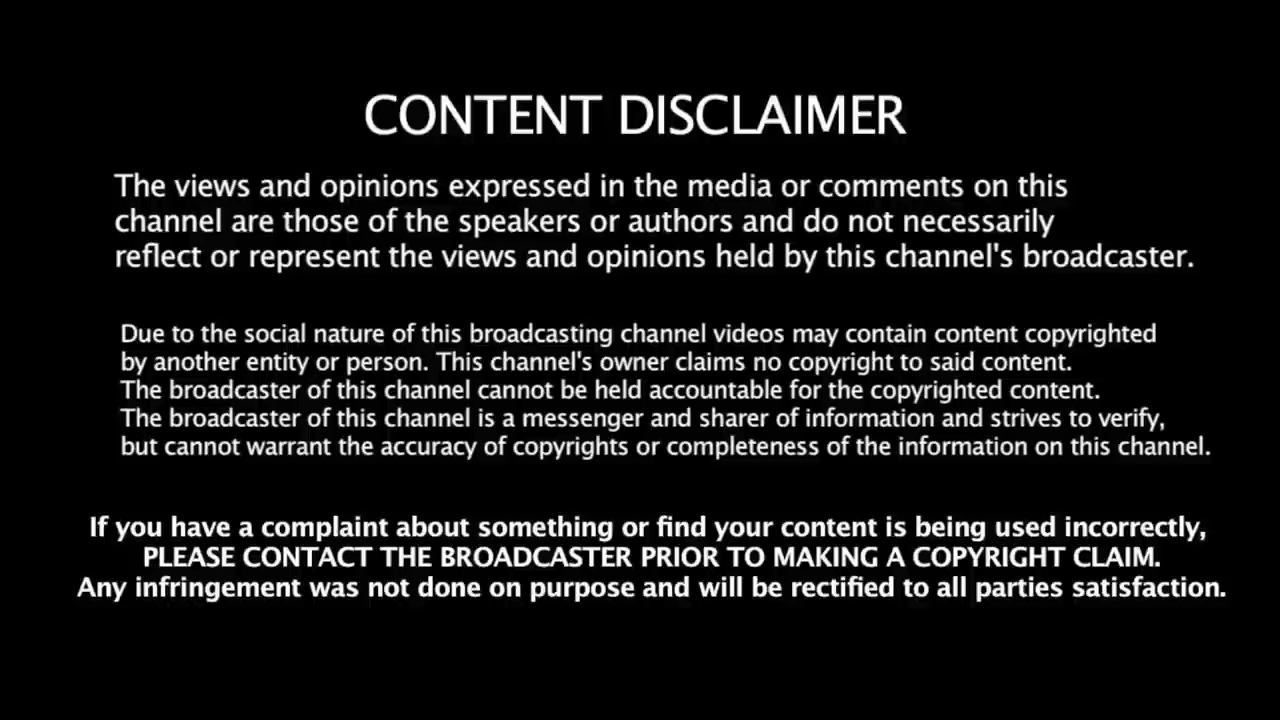 CONTENT DISCLAIMER
The views and opinions expressed in the media or comments on this
channel are those of the speakers or authors and do not necessarily
reflect or represent the views and opinions held by this channel's broadcaster.
Due to the social nature of this broadcasting channel videos may contain content copyrighted
by another entity or person. This channel's owner claims no copyright to said content.
The broadcaster of this channel cannot be held accountable for the copyrighted content.
The broadcaster of this channel is a messenger and sharer of information and strives to verify,
but cannot warrant the accuracy of copyrights or completeness of the information on this channel.
If you have a complaint about something or find your content is being used incorrectly,
PLEASE CONTACT THE BROADCASTER PRIOR TO MAKING A COPYRIGHT CLAIM.
Any infringement was not done on purpose and will be rectified to all parties satisfaction.